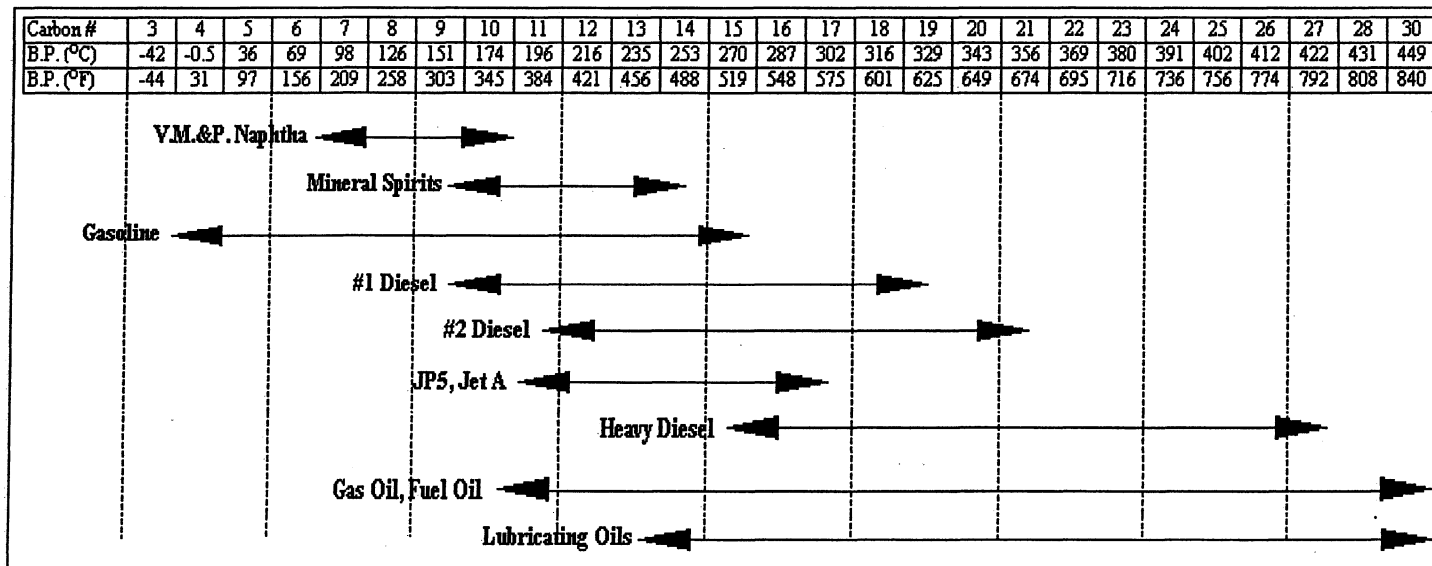 Carbon # 3 4 5 6 7 8 9 10 11 12 13 14 15 16 17 18 19 20 21 22 23 24 25 26 27 28 30
B.P. (°C) -42 -0.5 36 69 98 126 151 174 196 216 235 253 270 287 302 316 329 343 356 369 380 391 402 412 422 431 449
B.P. (°F) -44 31 97 156 209 258 303 345 384 421 456 488 519 548 575 601 625 649 674 695 716 736 756 774 792 808 840
V.M.&P. Naphtha
Mineral Spirits
Gasoline
#1 Diesel
#2 Diesel
JP5, Jet A
Heavy Diesel
Gas Oil, Fuel Oil
Lubricating Oils